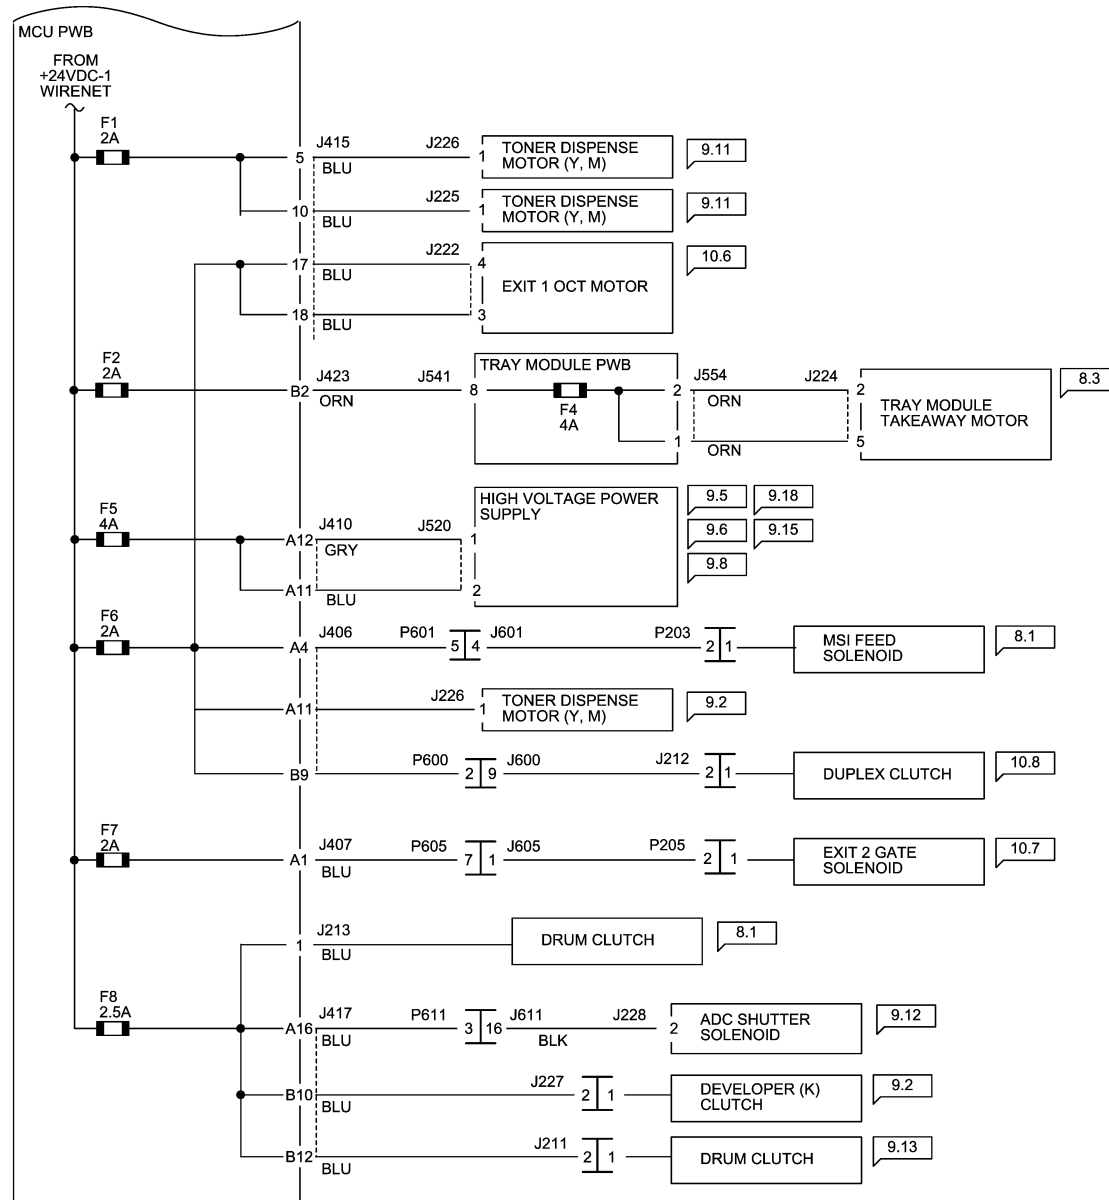 MCU PWB
FROM
+24VDC-1
WIRENET
F1
2A
5
J415
BLU
J226
1
TONER DISPENSE
MOTOR (Y, M)
9.11
10
BLU
J225
1
TONER DISPENSE
MOTOR (Y, M)
9.11
17
BLU
J222
4
EXIT 1 OCT MOTOR
10.6
18
BLU
3
F2
2A
B2
J423
ORN
J541
8
TRAY MODULE PWB
F4
4A
2
J554
ORN
J224
2
TRAY MODULE
TAKEAWAY MOTOR
8.3
1
ORN
5
F5
4A
A12
J410
GRY
J520
1
HIGH VOLTAGE POWER
SUPPLY
9.5
9.18
9.6
9.15
9.8
A11
BLU
2
F6
2A
A4
J406
P601
5 4
J601
P203
2 1
MSI FEED
SOLENOID
8.1
A11
J226
1
TONER DISPENSE
MOTOR (Y, M)
9.2
B9
P600
2 9
J600
J212
2 1
DUPLEX CLUTCH
10.8
F7
2A
A1
J407
BLU
P605
7 1
J605
P205
2 1
EXIT 2 GATE
SOLENOID
10.7
1
J213
BLU
DRUM CLUTCH
8.1
F8
2.5A
A16
J417
BLU
P611
3 16
J611
BLK
J228
2
ADC SHUTTER
SOLENOID
9.12
B10
BLU
J227
2 1
DEVELOPER (K)
CLUTCH
9.2
B12
BLU
J211
2 1
DRUM CLUTCH
9.13